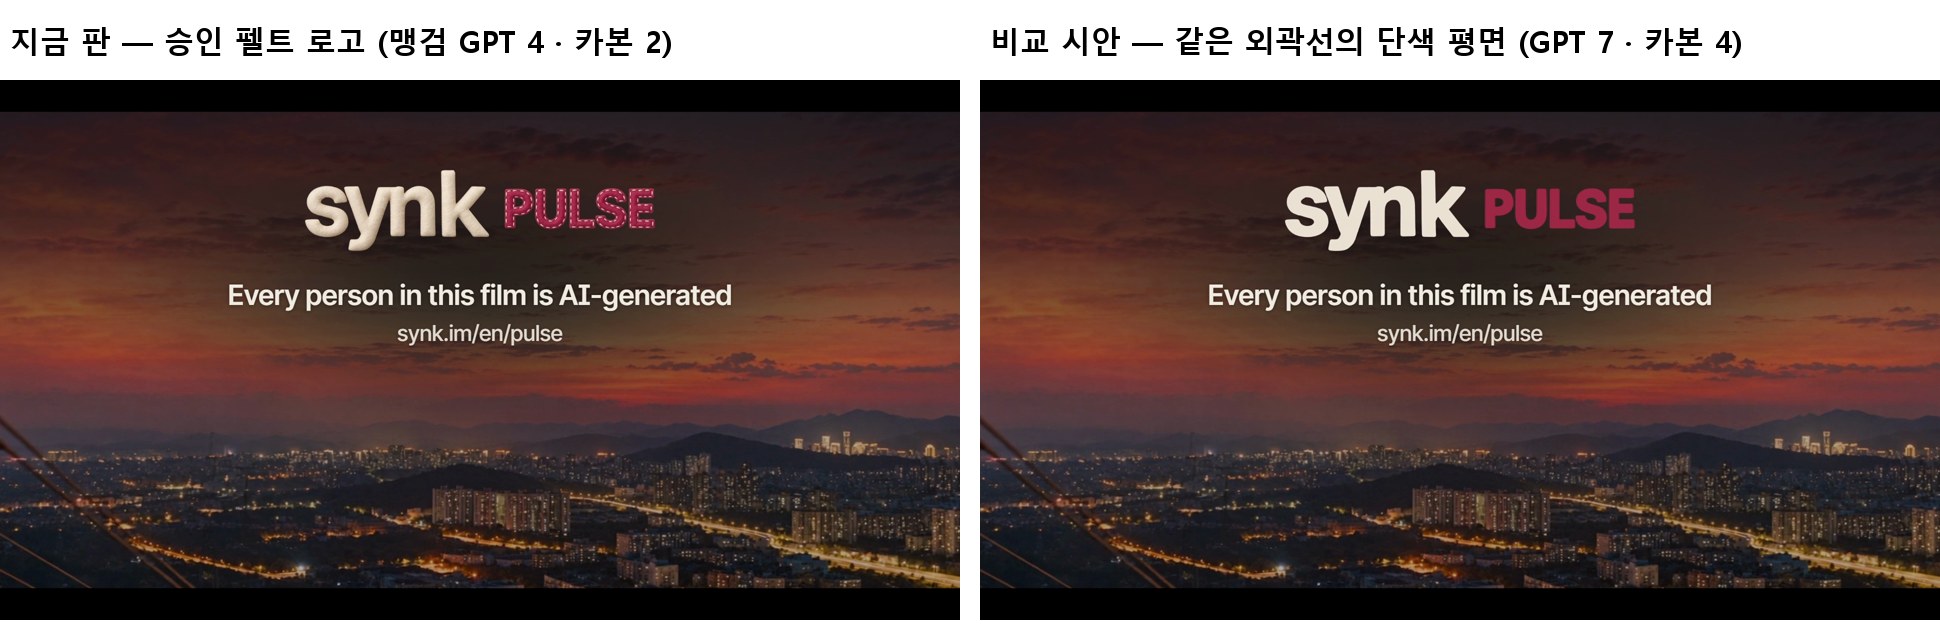 지금 판 — 승인 펠트 로고 (맹검 GPT 4 · 카본 2)
synk PULSE
Every person in this film is AI-generated
synk.im/en/pulse
비교 시안 — 같은 외곽선의 단색 평면 (GPT 7 · 카본 4)
synk PULSE
Every person in this film is AI-generated
synk.im/en/pulse